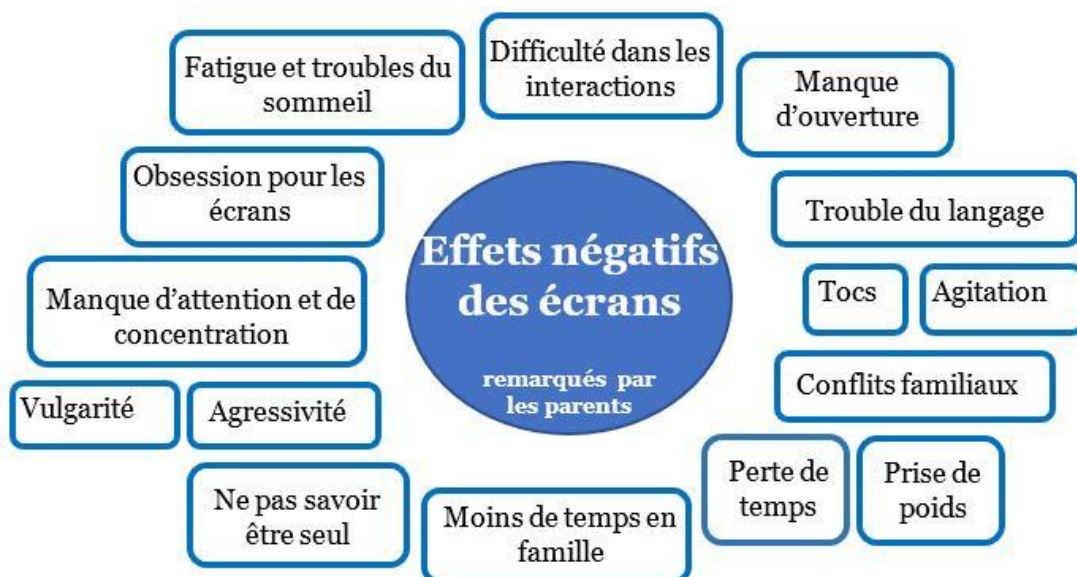 Fatigue et troubles du
sommeil
Difficulté dans les
interactions
Manque
d'ouverture
Obsession pour les
écrans
Trouble du langage
Effets négatifs
des écrans
remarqués par
les parents
Manque d'attention et de
concentration
Tocs
Agitation
Vulgarité
Agressivité
Conflits familiaux
Ne pas savoir
être seul
Moins de temps en
famille
Perte de
temps
Prise de
poids